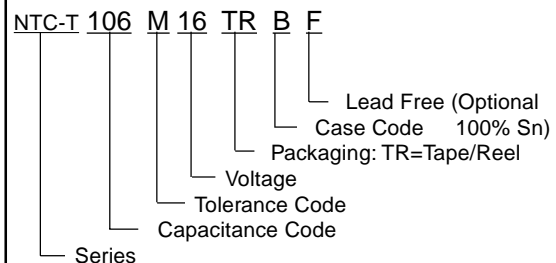 NTC-T 106 M 16 TR B F
Lead Free (Optional
Case Code 100% Sn)
Packaging: TR=Tape/Reel
Voltage
Tolerance Code
Capacitance Code
Series